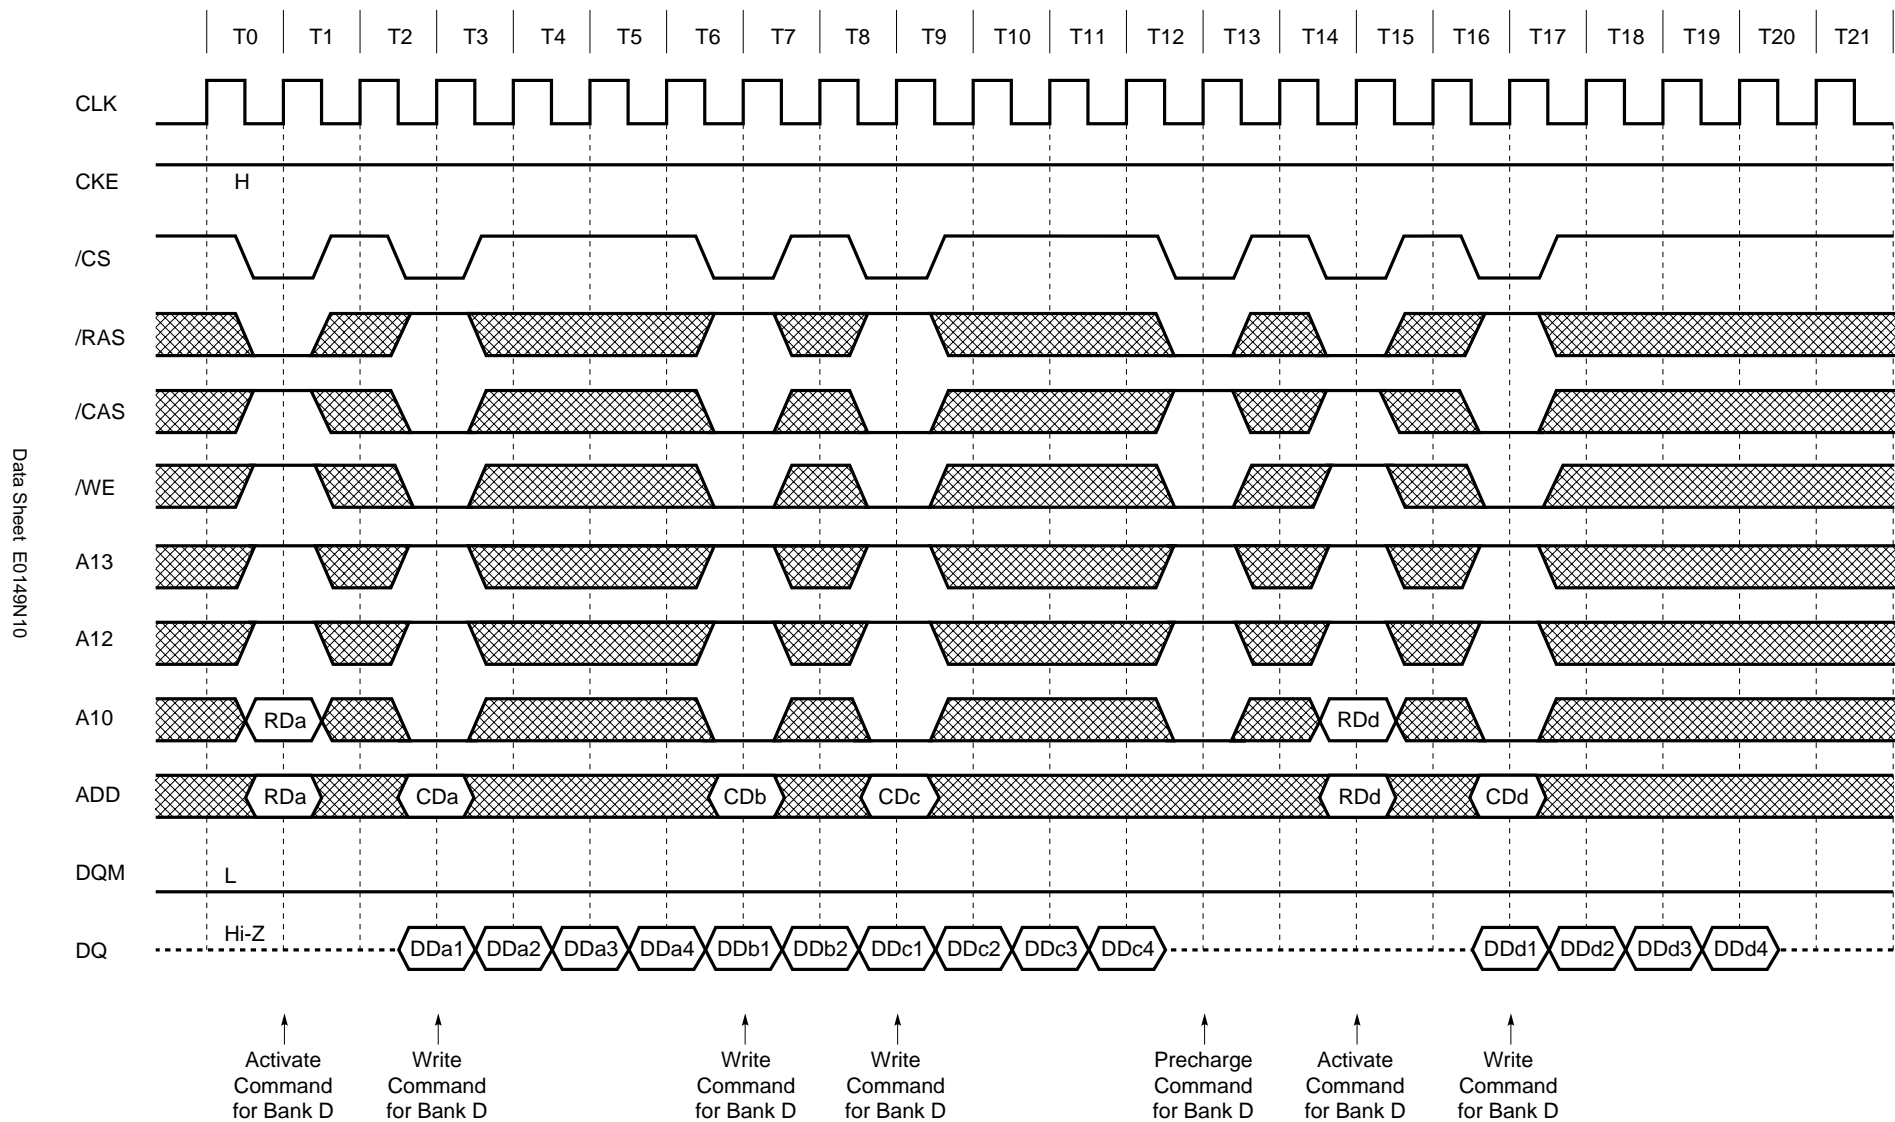 T0 T1 T2 T3 T4 T5 T6 T7 T8 T9 T10 T11 T12 T13 T14 T15 T16 T17 T18 T19 T20 T21
CLK
CKE H
/CS
/RAS
/CAS
/WE
A13
A12
A10 RDa RDd
ADD RDa CDa CDb CDc RDd CDd
DQM L
DQ Hi-Z DDa1 DDa2 DDa3 DDa4 DDb1 DDb2 DDc1 DDc2 DDc3 DDc4 DDd1 DDd2 DDd3 DDd4
Activate
Command
for Bank D
Write
Command
for Bank D
Write
Command
for Bank D
Write
Command
for Bank D
Precharge
Command
for Bank D
Activate
Command
for Bank D
Write
Command
for Bank D
Data Sheet E0149N10